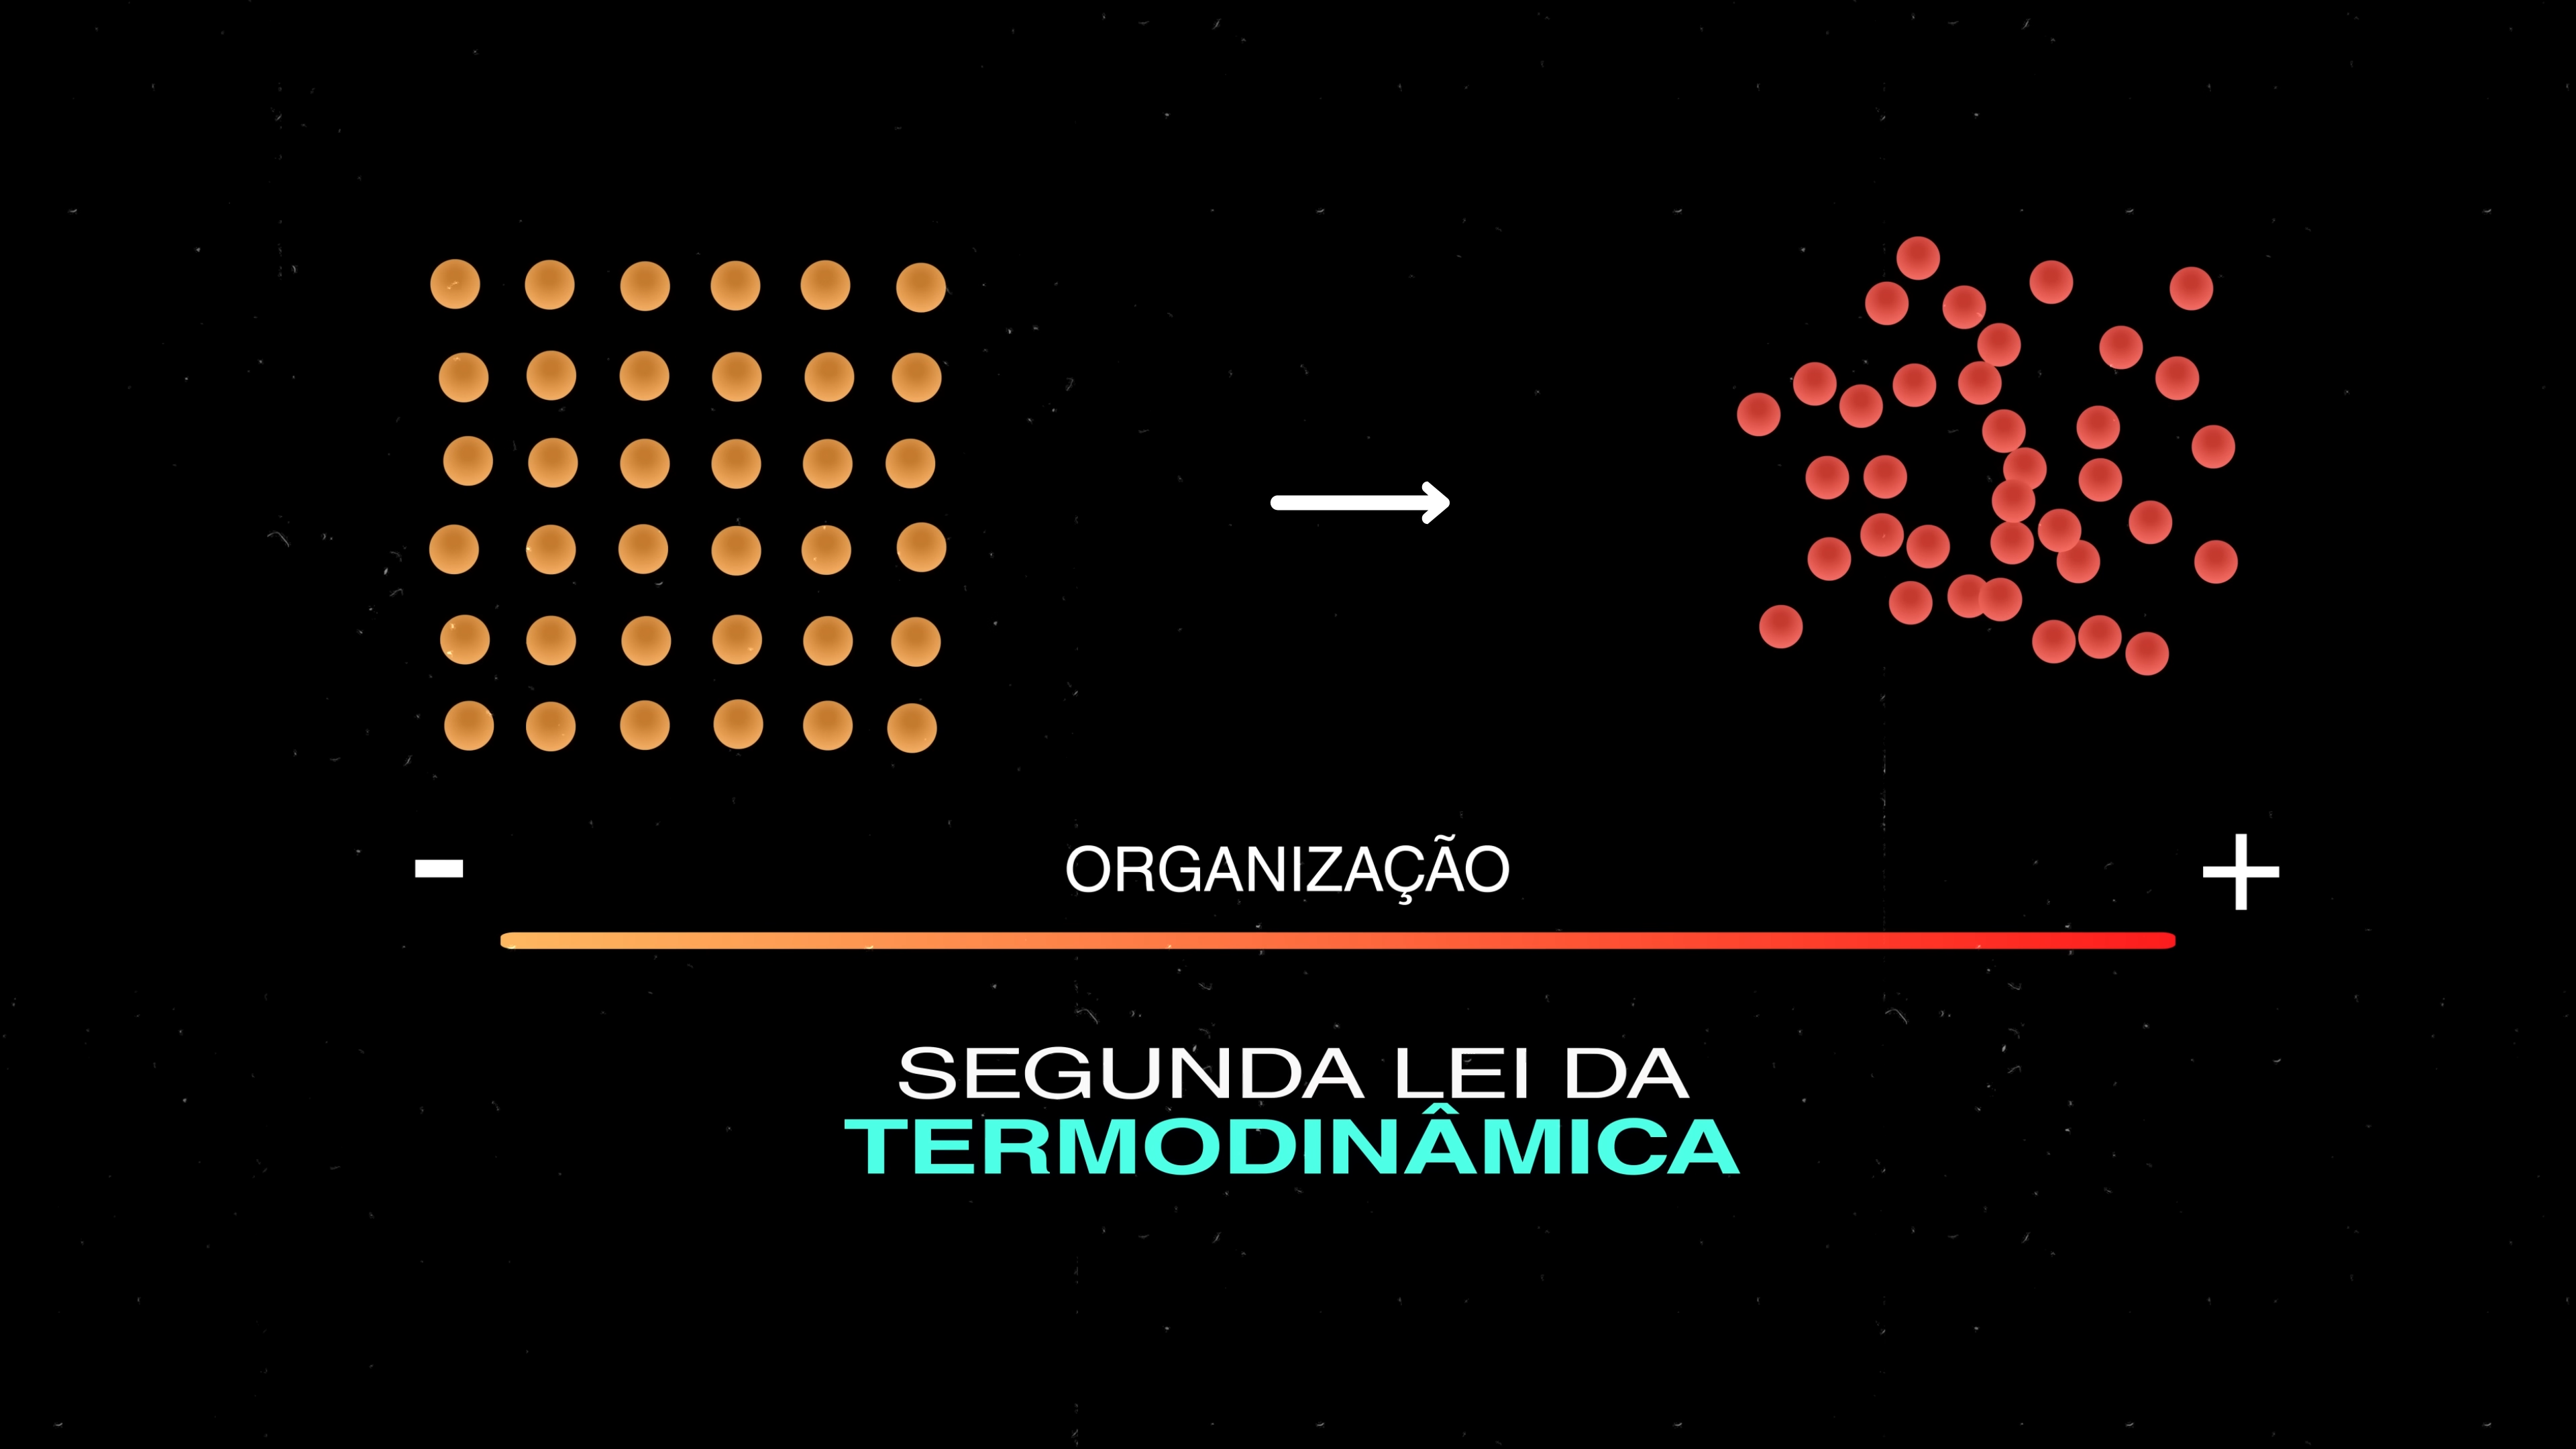 - ORGANIZAÇÃO +
SEGUNDA LEI DA
TERMODINÂMICA